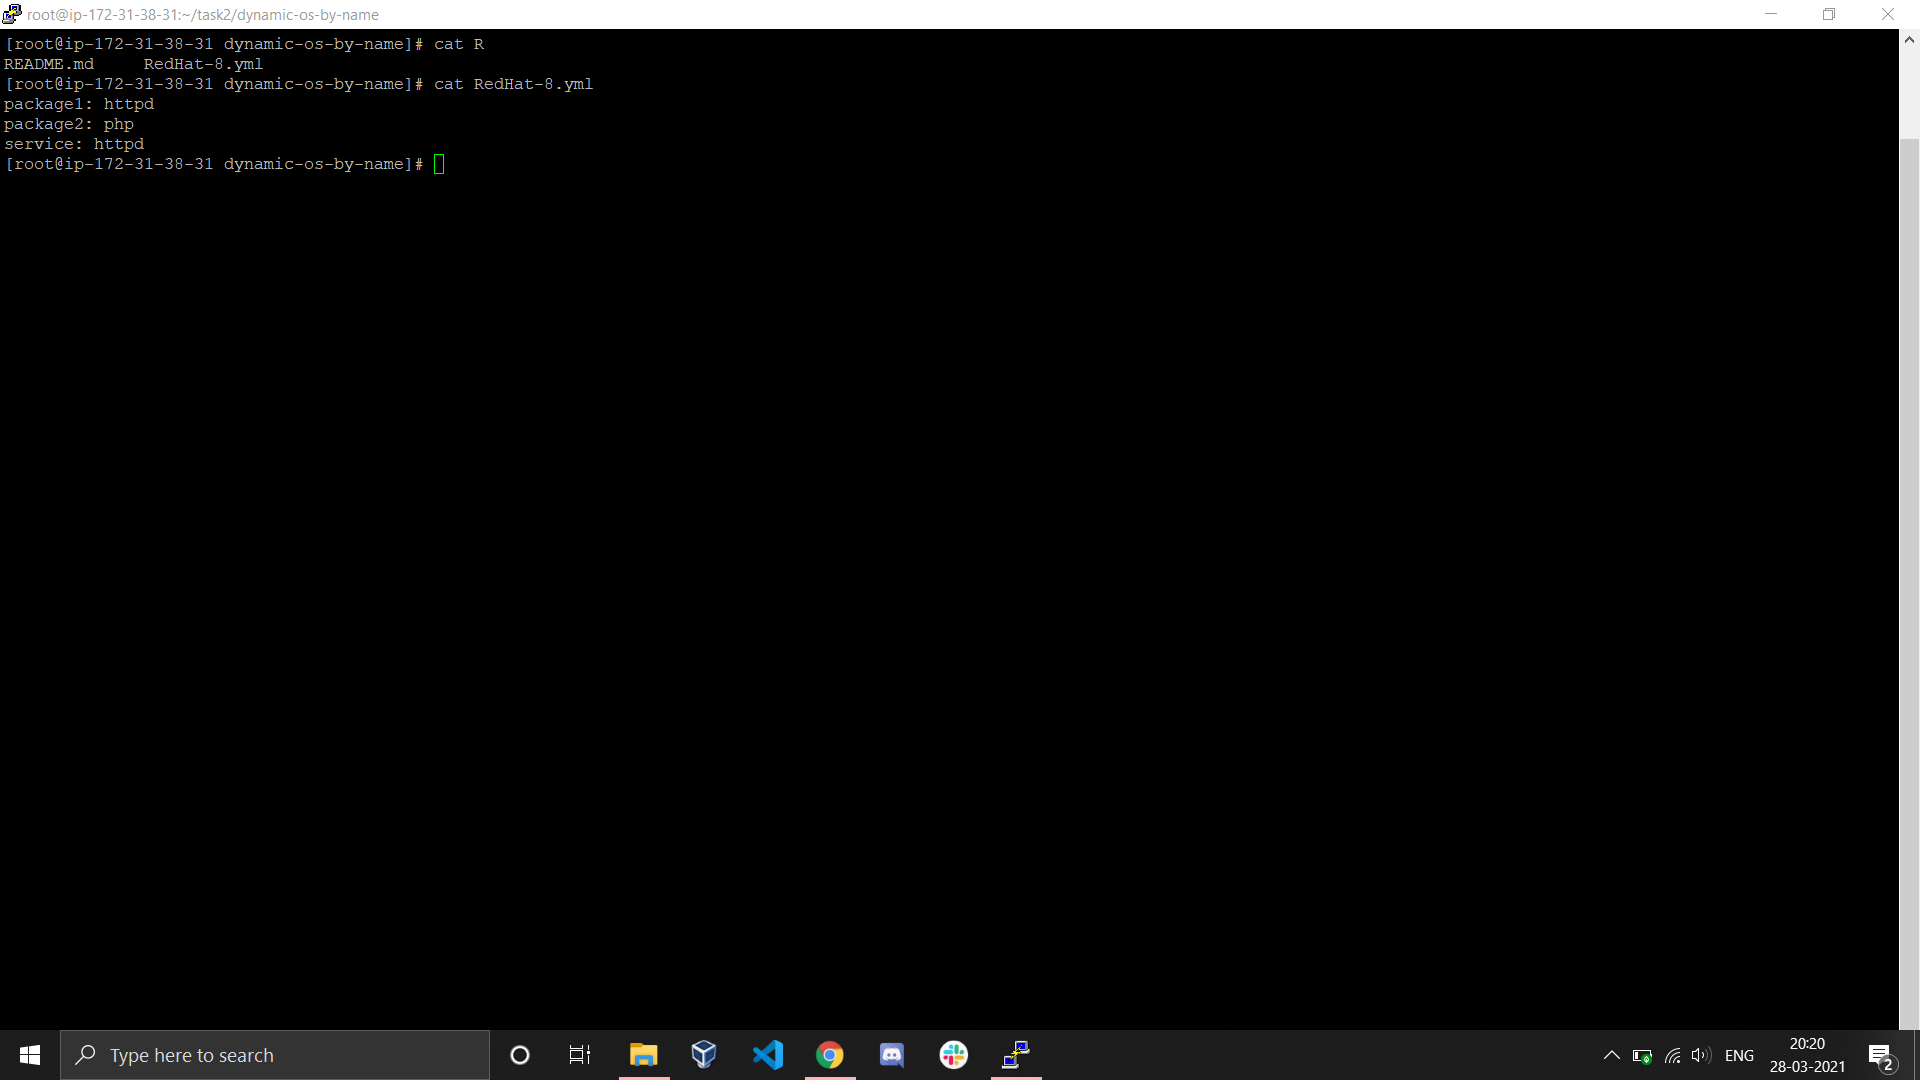 root@ip-172-31-38-31:~/task2/dynamic-os-by-name
[root@ip-172-31-38-31 dynamic-os-by-name]# cat R
README.md     RedHat-8.yml
[root@ip-172-31-38-31 dynamic-os-by-name]# cat RedHat-8.yml
package1: httpd
package2: php
service: httpd
[root@ip-172-31-38-31 dynamic-os-by-name]#
Type here to search
ENG
20:20
28-03-2021
2